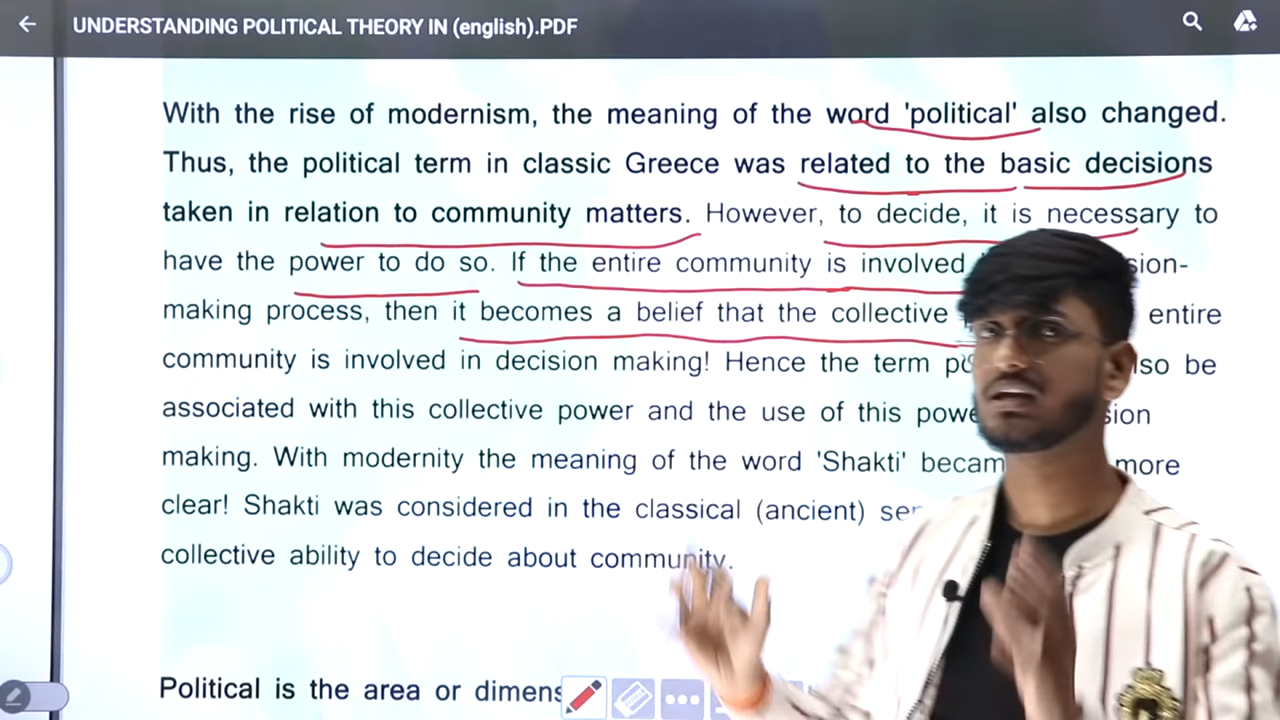 UNDERSTANDING POLITICAL THEORY IN (english).PDF
With the rise of modernism, the meaning of the word 'political' also changed.
Thus, the political term in classic Greece was related to the basic decisions
taken in relation to community matters. However, to decide, it is necessary to
have the power to do so. If the entire community is involved sion-
making process, then it becomes a belief that the collective entire
community is involved in decision making! Hence the term be
associated with this collective power and the use of this
making. With modernity the meaning of the word 'Shakti' more
clear! Shakti was considered in the classical (ancient)
collective ability to decide about community.
Political is the area or